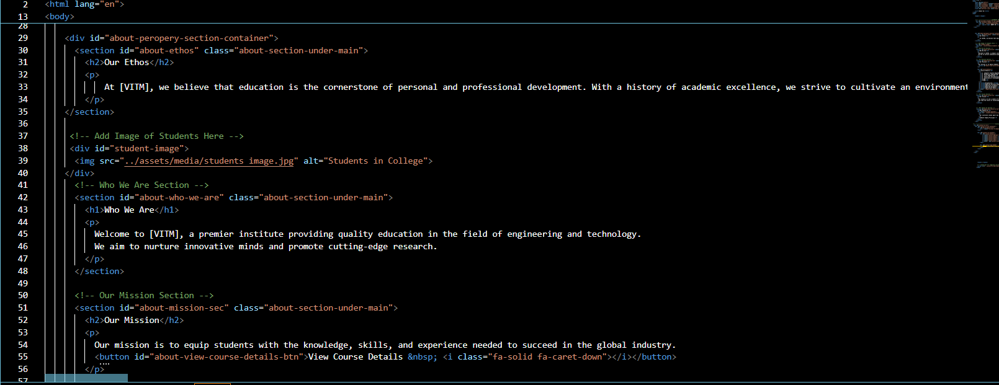 2 <html lang="en">
13 <body>
28
29 <div id="about-peropery-section-container">
30 <section id="about-ethos" class="about-section-under-main">
31 <h2>Our Ethos</h2>
32 <p>
33 At [VITM], we believe that education is the cornerstone of personal and professional development. With a history of academic excellence, we strive to cultivate an environment
34 </p>
35 </section>
36
37 <!-- Add Image of Students Here -->
38 <div id="student-image">
39 <img src="../assets/media/students image.jpg" alt="Students in College">
40 </div>
41 <!-- Who We Are Section -->
42 <section id="about-who-we-are" class="about-section-under-main">
43 <h1>Who We Are</h1>
44 <p>
45 Welcome to [VITM], a premier institute providing quality education in the field of engineering and technology.
46 We aim to nurture innovative minds and promote cutting-edge research.
47 </p>
48 </section>
49
50 <!-- Our Mission Section -->
51 <section id="about-mission-sec" class="about-section-under-main">
52 <h2>Our Mission</h2>
53 <p>
54 Our mission is to equip students with the knowledge, skills, and experience needed to succeed in the global industry.
55 <button id="about-view-course-details-btn">View Course Details &nbsp; <i class="fa-solid fa-caret-down"></i></button>
56 </p>
57